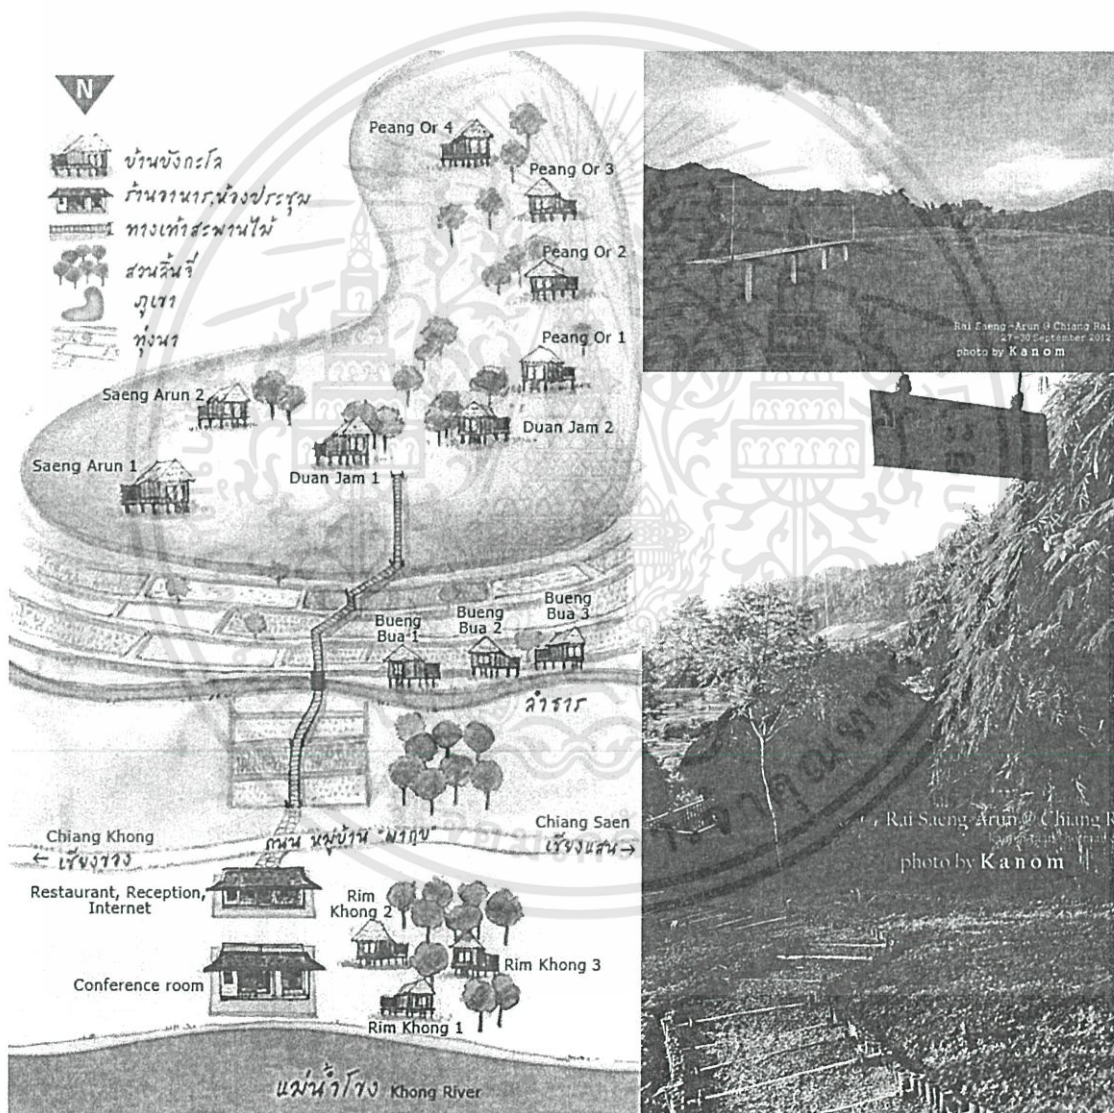 N
บ้านบังกะโล
ร้านอาหาร,ห้องประชุม
ทางเท้าสะพานไม้
สวนลิ้นจี่
ภูเขา
ทุ่งนา
Peang Or 4
Peang Or 3
Peang Or 2
Peang Or 1
Saeng Arun 2
Duan Jam 2
Saeng Arun 1
Duan Jam 1
Bueng
Bua 3
Bueng
Bua 2
Bueng
Bua 1
ลำธาร
Chiang Khong
← เชียงของ
ถนน หมู่บ้าน "ผากุบ"
Chiang Saen
เชียงแสน→
Restaurant, Reception,
Internet
Rim
Khong 2
Rim Khong 3
Conference room
Rim Khong 1
แม่น้ำโขง Khong River
Rai Saeng-Arun @ Chiang Rai
27-30 September 2012
photo by Kanom
Rai Saeng-Arun @ Chiang R
photo by Kanom